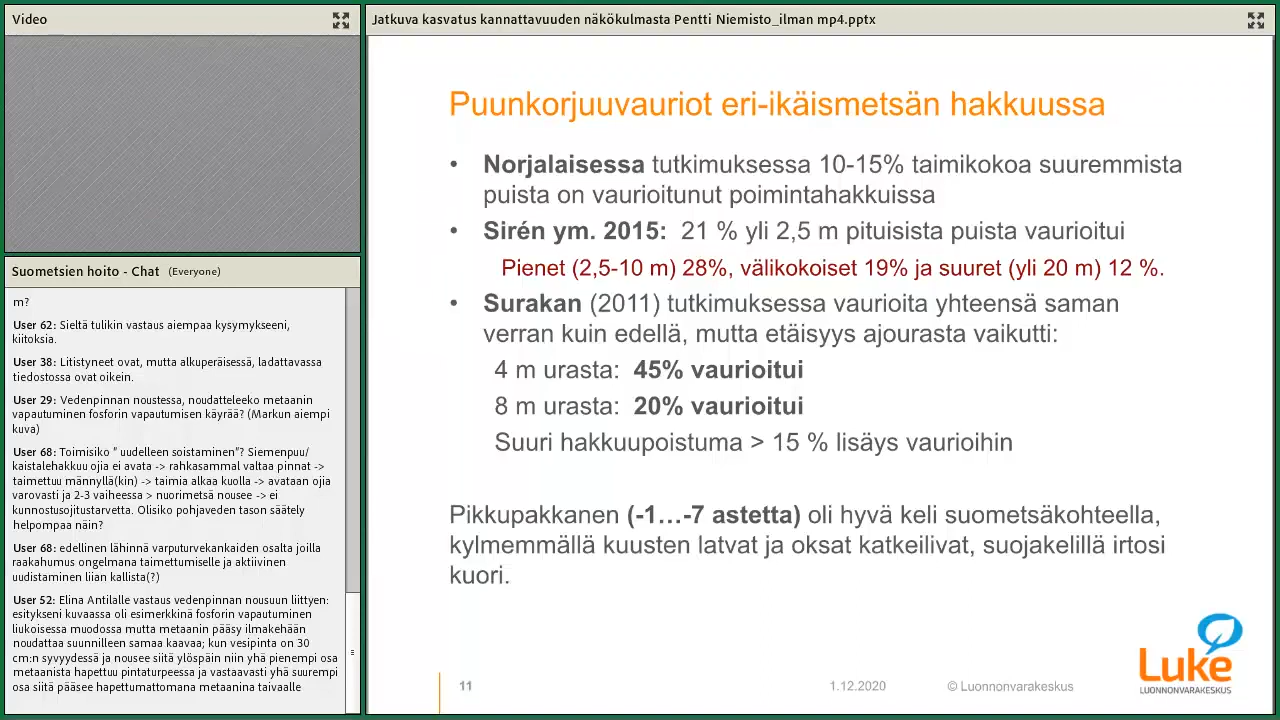 Video
Suometsien hoito - Chat (Everyone)
m?
User 62: Sieltä tulikin vastaus aiempaa kysymykseeni,
kiitoksia.
User 38: Litistyneet ovat, mutta alkuperäisessä, ladattavassa
tiedostossa ovat oikein.
User 29: Vedenpinnan noustessa, noudatteleeko metaanin
vapautuminen fosforin vapautumisen käyrää? (Markun aiempi
kuva)
User 68: Toimisiko " uudelleen soistaminen"? Siemenpuu/
kaistalehakkuu ojia ei avata -> rahkasammal valtaa pinnat ->
taimettuu männyllä(kin) -> taimia alkaa kuolla -> avataan ojia
varovasti ja 2-3 vaiheessa > nuorimetsä nousee -> ei
kunnostusojitustarvetta. Olisiko pohjaveden tason säätely
helpompaa näin?
User 68: edellinen lähinnä varputurvekankaiden osalta joilla
raakahumus ongelmana taimettumiselle ja aktiivinen
uudistaminen liian kallista(?)
User 52: Elina Antilalle vastaus vedenpinnan nousuun liittyen:
esitykseni kuvaassa oli esimerkkinä fosforin vapautuminen
liukoisessa muodossa mutta metaanin pääsy ilmakehään
noudattaa suunnilleen samaa kaavaa; kun vesipinta on 30
cm:n syvyydessä ja nousee siitä ylöspäin niin yhä pienempi osa
metaanista hapettuu pintaturpeessa ja vastaavasti yhä suurempi
osa siitä pääsee hapettumattomana metaanina taivaalle
Jatkuva kasvatus kannattavuuden näkökulmasta Pentti Niemisto_ilman mp4.pptx
Puunkorjuuvauriot eri-ikäismetsän hakkuussa
• Norjalaisessa tutkimuksessa 10-15% taimikokoa suuremmista
puista on vaurioitunut poimintahakkuissa
• Sirén ym. 2015: 21 % yli 2,5 m pituisista puista vaurioitui
Pienet (2,5-10 m) 28%, välikokoiset 19% ja suuret (yli 20 m) 12 %.
• Surakan (2011) tutkimuksessa vaurioita yhteensä saman
verran kuin edellä, mutta etäisyys ajourasta vaikutti:
4 m urasta: 45% vaurioitui
8 m urasta: 20% vaurioitui
Suuri hakkuupoistuma > 15 % lisäys vaurioihin
Pikkupakkanen (-1…-7 astetta) oli hyvä keli suometsäkohteella,
kylmemmällä kuusten latvat ja oksat katkeilivat, suojakelillä irtosi
kuori.
11
1.12.2020
© Luonnonvarakeskus
Luke
LUONNONVARAKESKUS